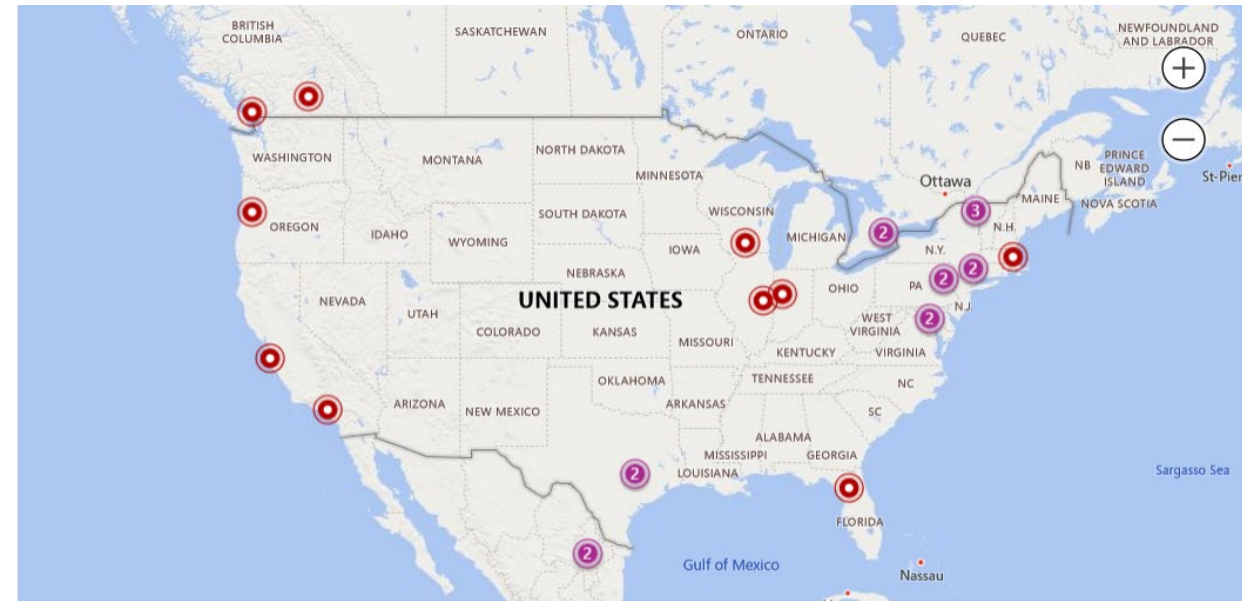 BRITISH
COLUMBIA
SASKATCHEWAN
ONTARIO
QUEBEC
NEWFOUNDLAND
AND LABRADOR
+
−
WASHINGTON
MONTANA
NORTH DAKOTA
MINNESOTA
Ottawa
NB
PRINCE
EDWARD
ISLAND
St-Pier
MAINE
NOVA SCOTIA
3
2
N.H.
OREGON
IDAHO
WYOMING
SOUTH DAKOTA
WISCONSIN
MICHIGAN
IOWA
N.Y.
2
2
PA
N.J.
NEBRASKA
OHIO
UNITED STATES
NEVADA
UTAH
COLORADO
KANSAS
MISSOURI
WEST
VIRGINIA
2
KENTUCKY
VIRGINIA
OKLAHOMA
TENNESSEE
NC
ARIZONA
NEW MEXICO
ARKANSAS
SC
ALABAMA
MISSISSIPPI
GEORGIA
LOUISIANA
2
Sargasso Sea
FLORIDA
2
Gulf of Mexico
Nassau